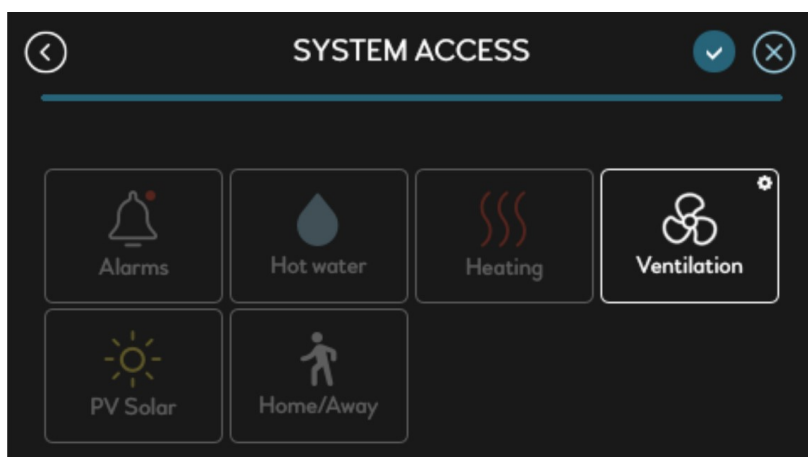 SYSTEM ACCESS
Alarms
Hot water
Heating
Ventilation
PV Solar
Home/Away